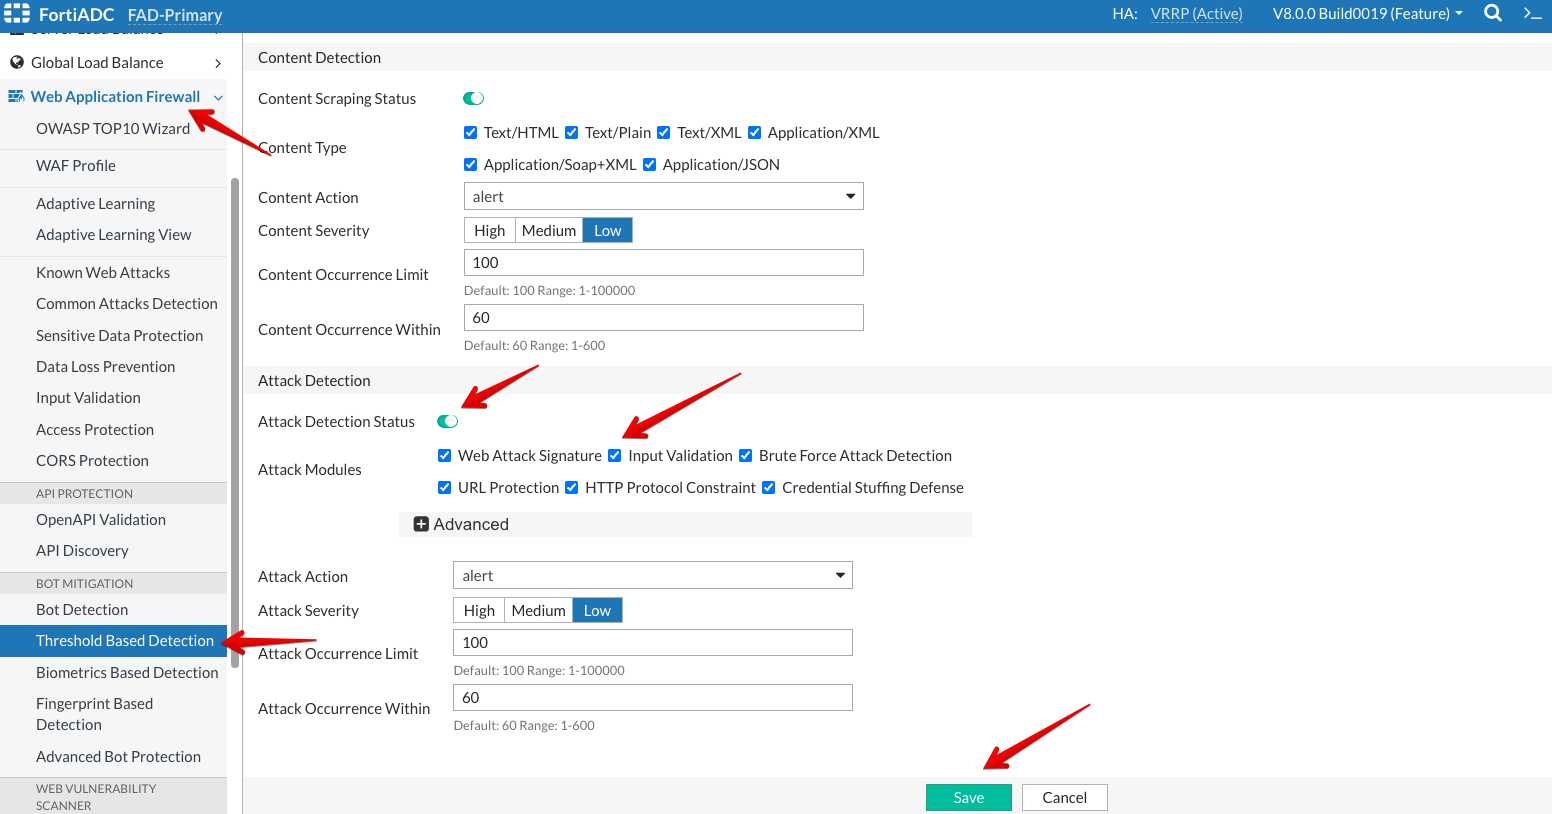 FortiADC FAD-Primary HA: VRRP (Active) V8.0.0 Build0019 (Feature) >_
Server Load Balance
Global Load Balance
Web Application Firewall
OWASP TOP10 Wizard
WAF Profile
Adaptive Learning
Adaptive Learning View
Known Web Attacks
Common Attacks Detection
Sensitive Data Protection
Data Loss Prevention
Input Validation
Access Protection
CORS Protection
API PROTECTION
OpenAPI Validation
API Discovery
BOT MITIGATION
Bot Detection
Threshold Based Detection
Biometrics Based Detection
Fingerprint Based
Detection
Advanced Bot Protection
WEB VULNERABILITY
SCANNER
Content Detection
Content Scraping Status
Content Type
Text/HTML Text/Plain Text/XML Application/XML
Application/Soap+XML Application/JSON
Content Action alert
Content Severity High Medium Low
Content Occurrence Limit 100
Default: 100 Range: 1-100000
Content Occurrence Within 60
Default: 60 Range: 1-600
Attack Detection
Attack Detection Status
Attack Modules
Web Attack Signature Input Validation Brute Force Attack Detection
URL Protection HTTP Protocol Constraint Credential Stuffing Defense
Advanced
Attack Action alert
Attack Severity High Medium Low
Attack Occurrence Limit 100
Default: 100 Range: 1-100000
Attack Occurrence Within 60
Default: 60 Range: 1-600
Save Cancel